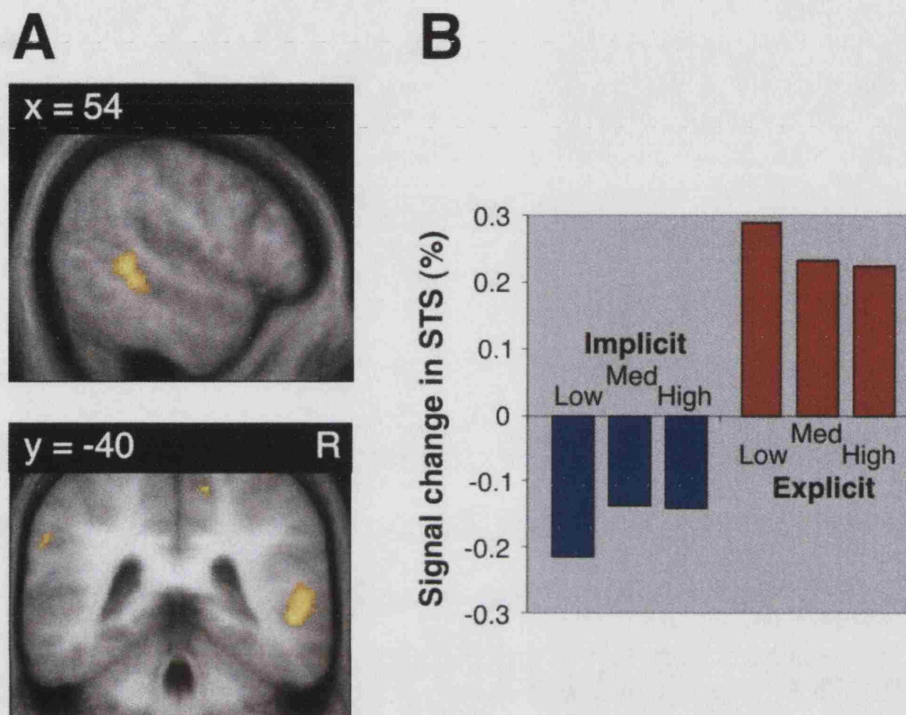 A
B
x = 54
y = -40 R
Signal change in STS (%)
0.3
0.2
0.1
0
-0.1
-0.2
-0.3
Implicit
Low Med High
Low Med High
Explicit